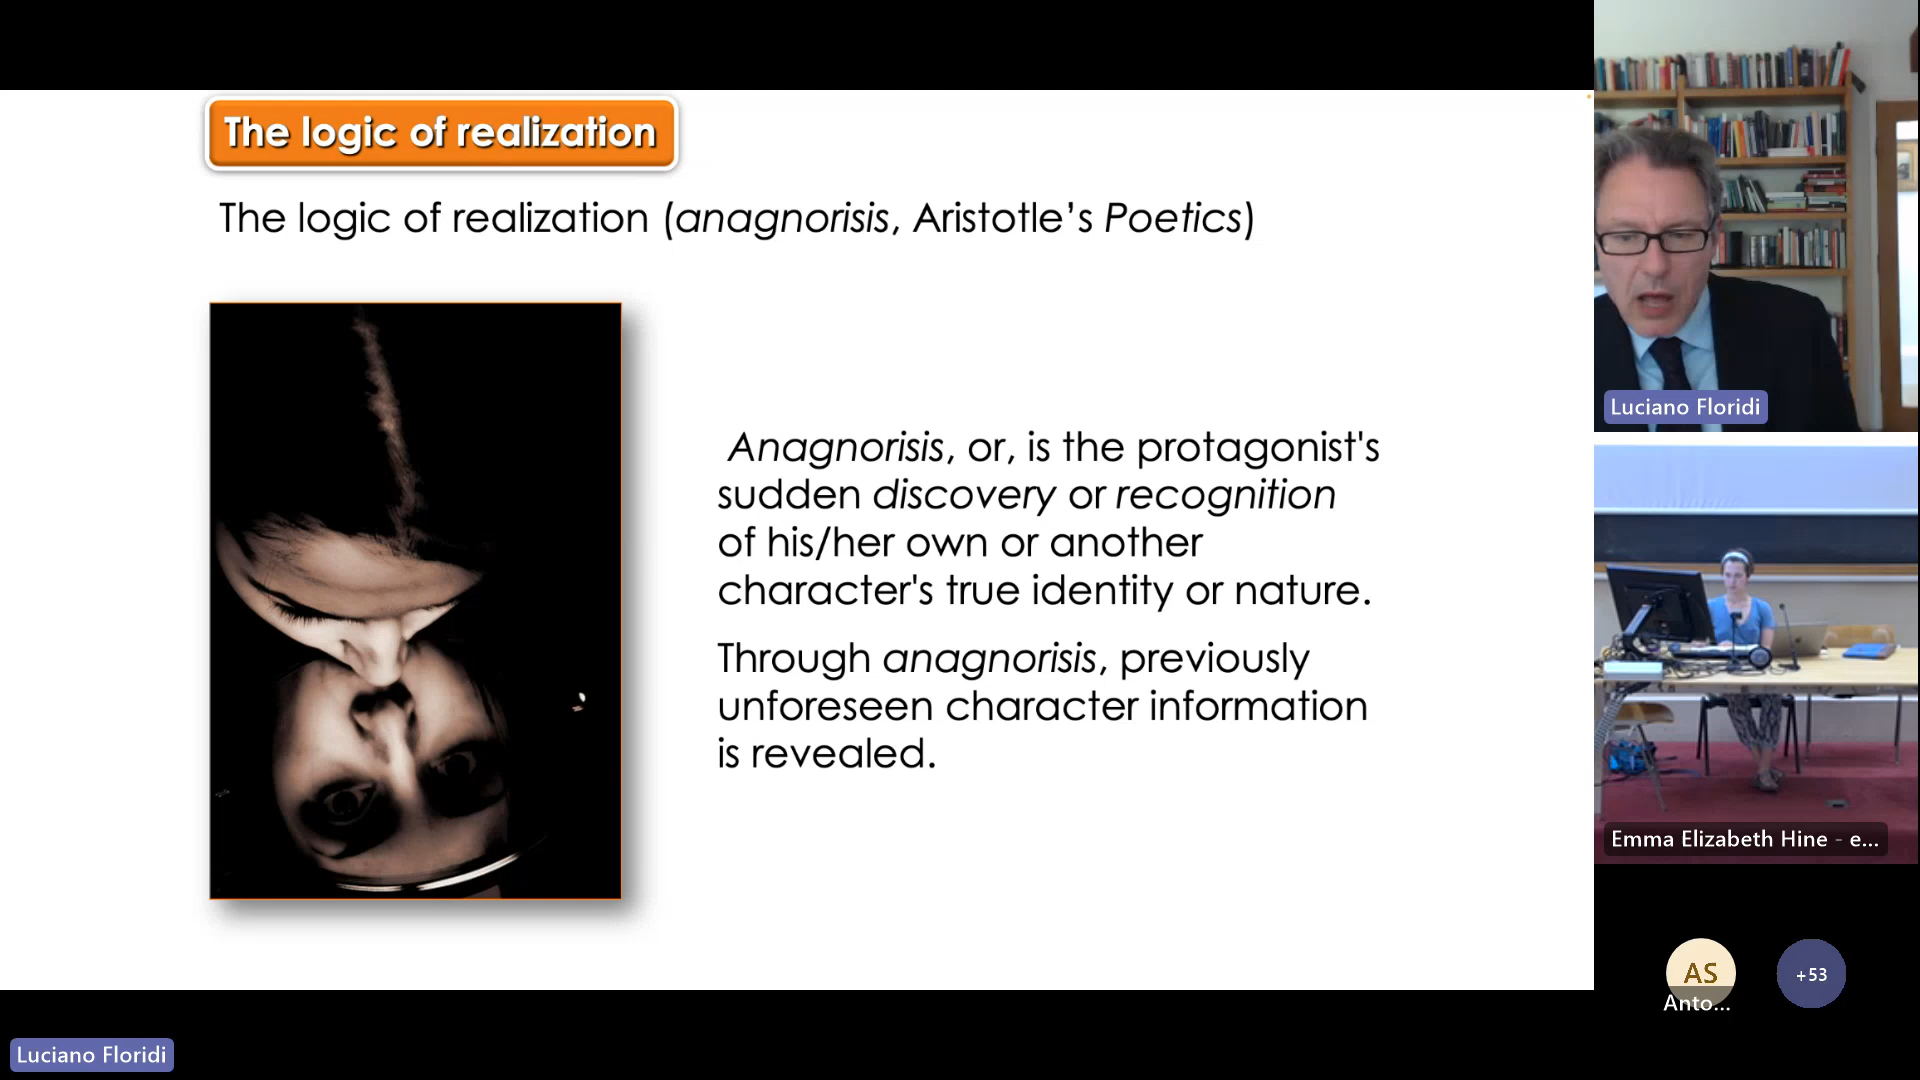 The logic of realization
The logic of realization (anagnorisis, Aristotle’s Poetics)
Anagnorisis, or, is the protagonist's
sudden discovery or recognition
of his/her own or another
character's true identity or nature.
Through anagnorisis, previously
unforeseen character information
is revealed.
Luciano Floridi
Emma Elizabeth Hine - e...
AS
Anto...
+53
Luciano Floridi